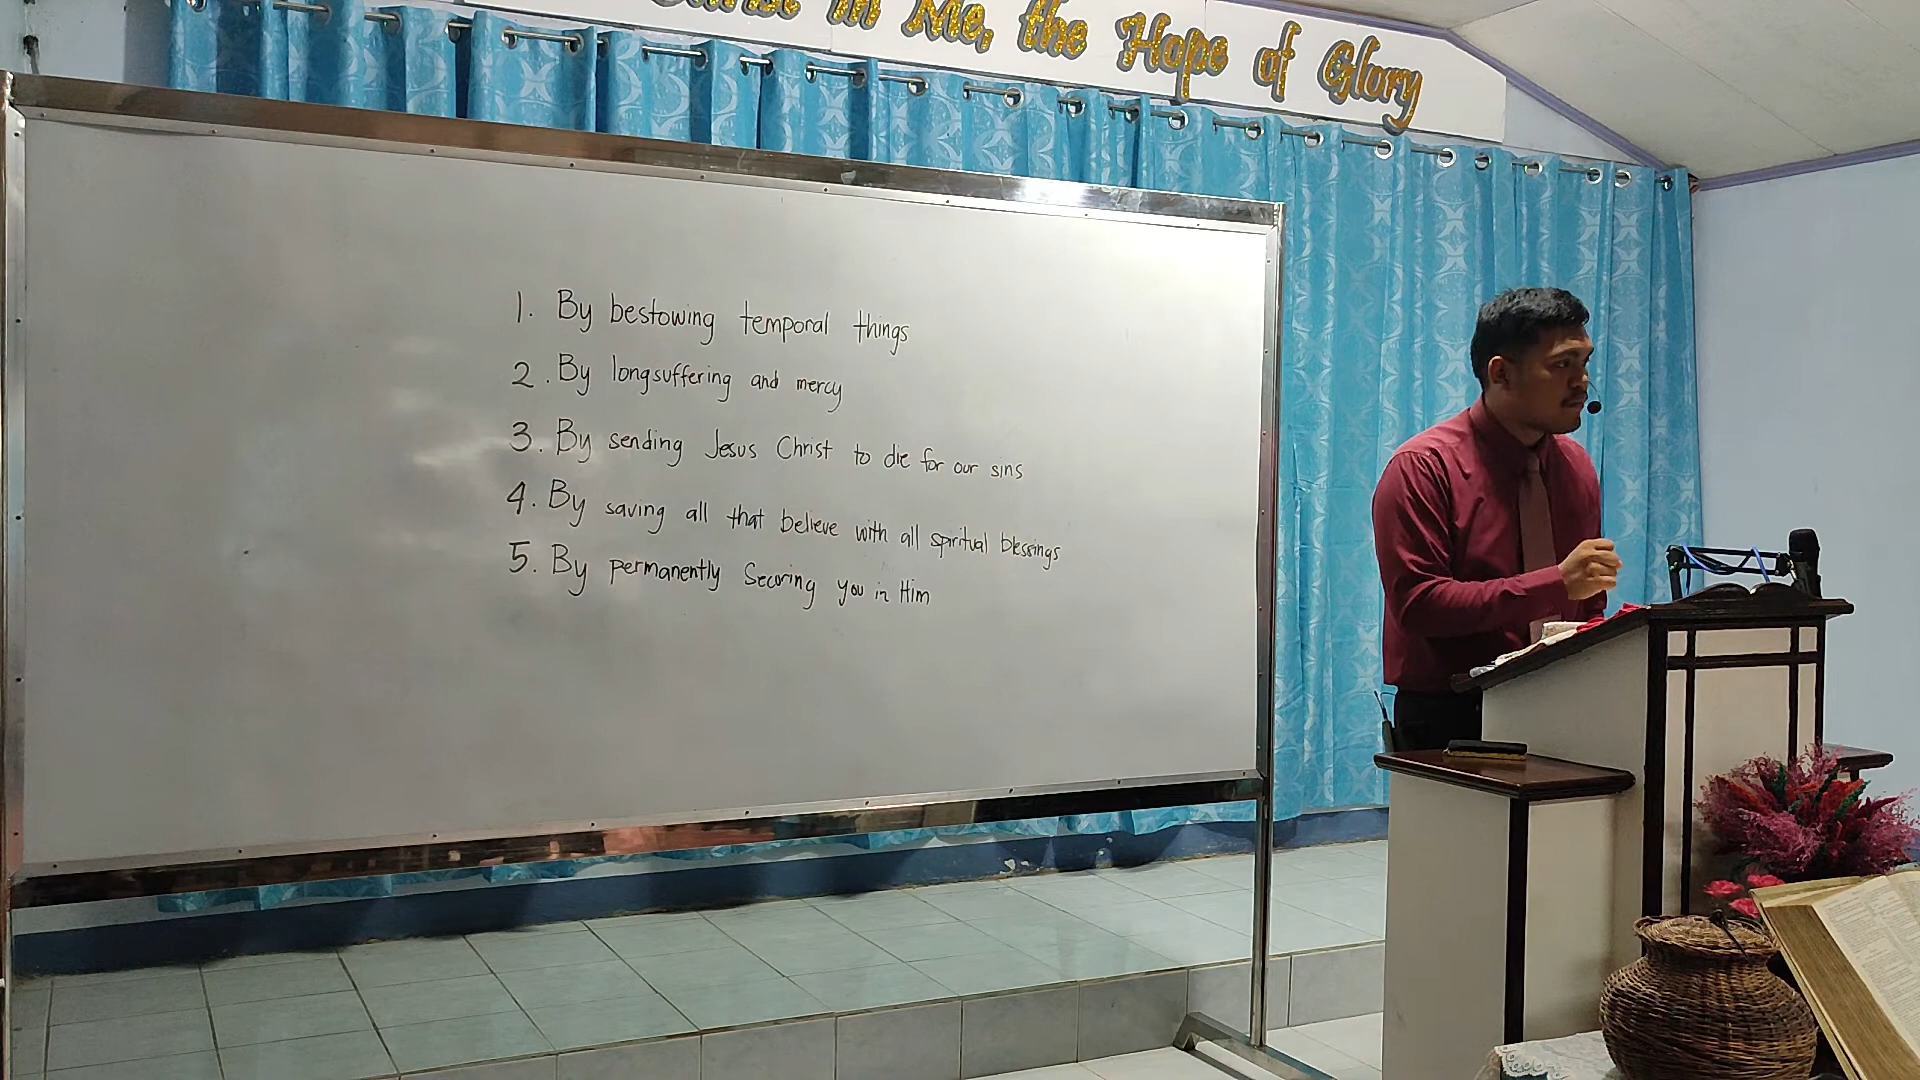 in Me, the Hope of Glory
1. By bestowing temporal things
2. By longsuffering and mercy
3. By sending Jesus Christ to die for our sins
4. By saving all that believe with all spiritual blessings
5. By permanently Securing you in Him